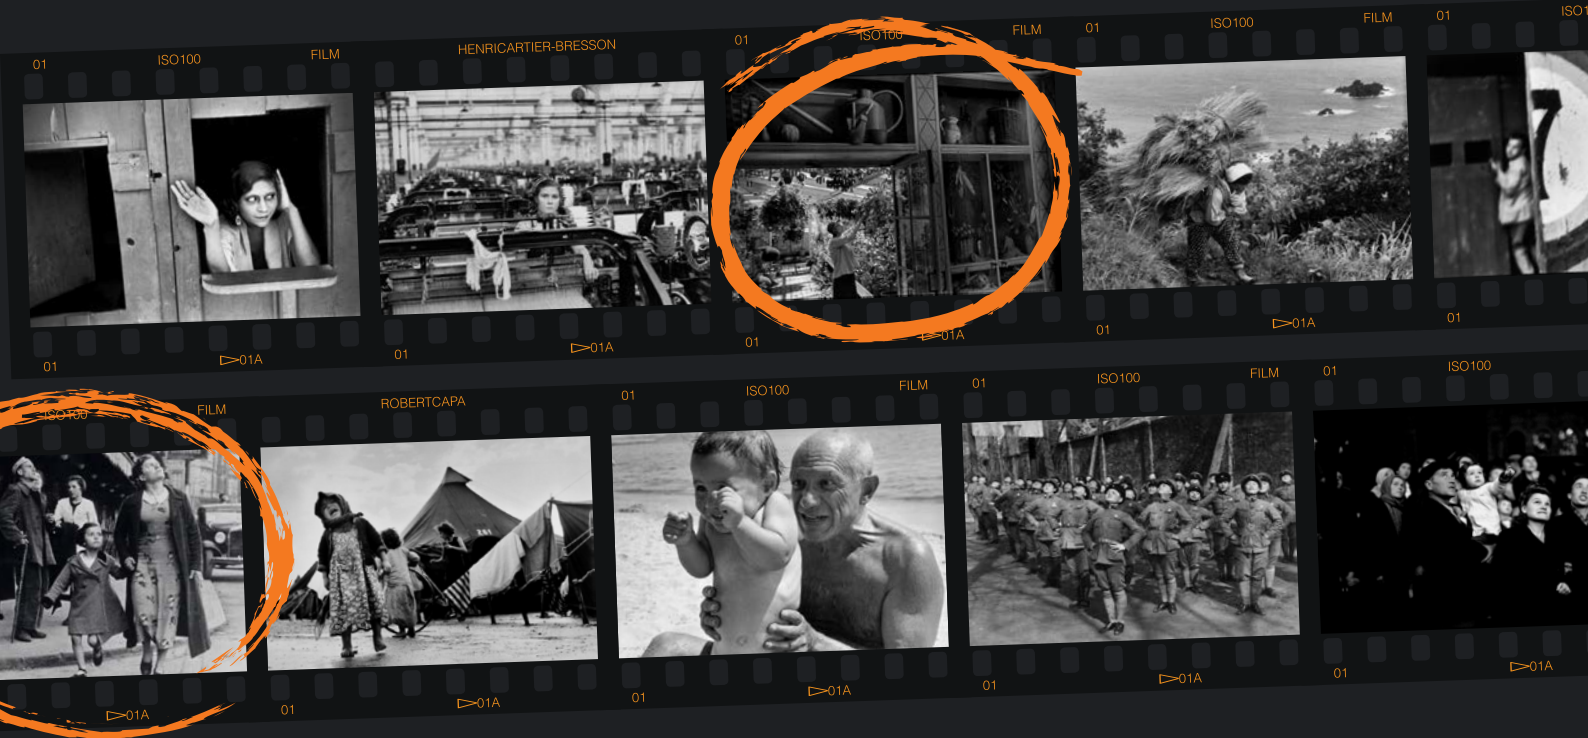 01 ISO100 FILM HENRICARTIER-BRESSON 01 ISO100 FILM 01 ISO100 FILM 01
01 ▷01A 01 ▷01A 01 ▷01A 01 ▷01A 01
7
ISO100 FILM ROBERTCAPA 01 ISO100 FILM 01 ISO100 FILM 01 ISO100
▷01A 01 ▷01A 01 ▷01A 01 ▷01A 01 ▷01A